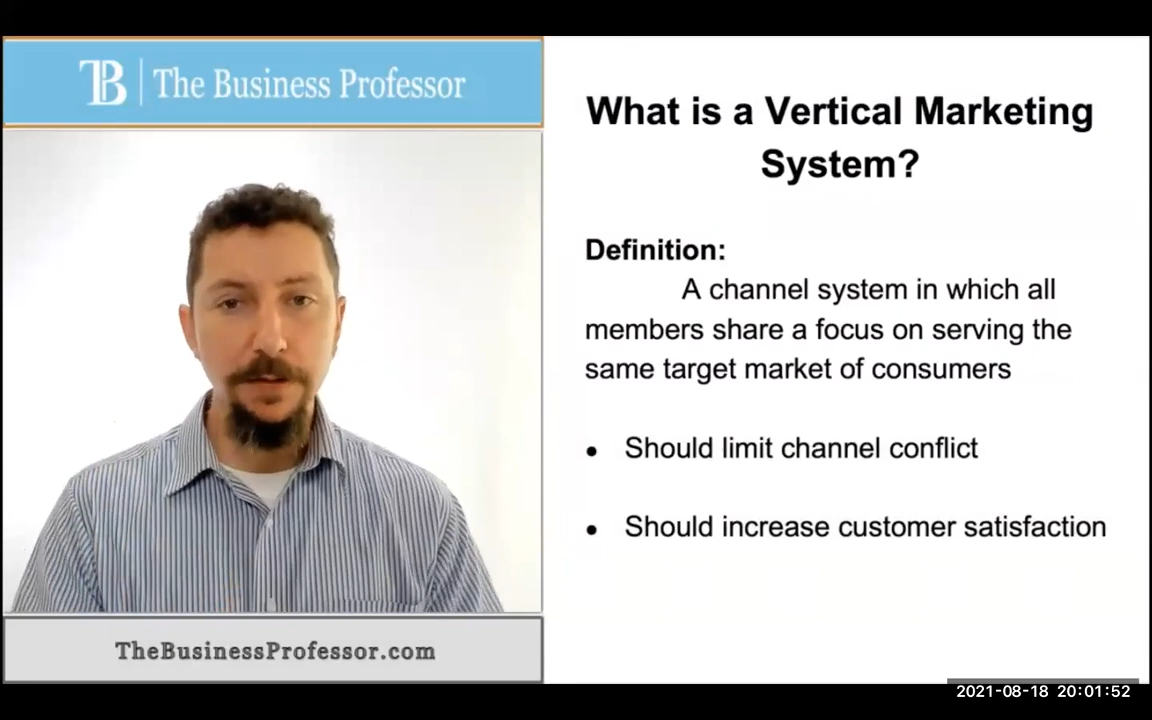 TB The Business Professor
What is a Vertical Marketing
System?
Definition:
A channel system in which all
members share a focus on serving the
same target market of consumers
• Should limit channel conflict
• Should increase customer satisfaction
TheBusinessProfessor.com
2021-08-18 20:01:52